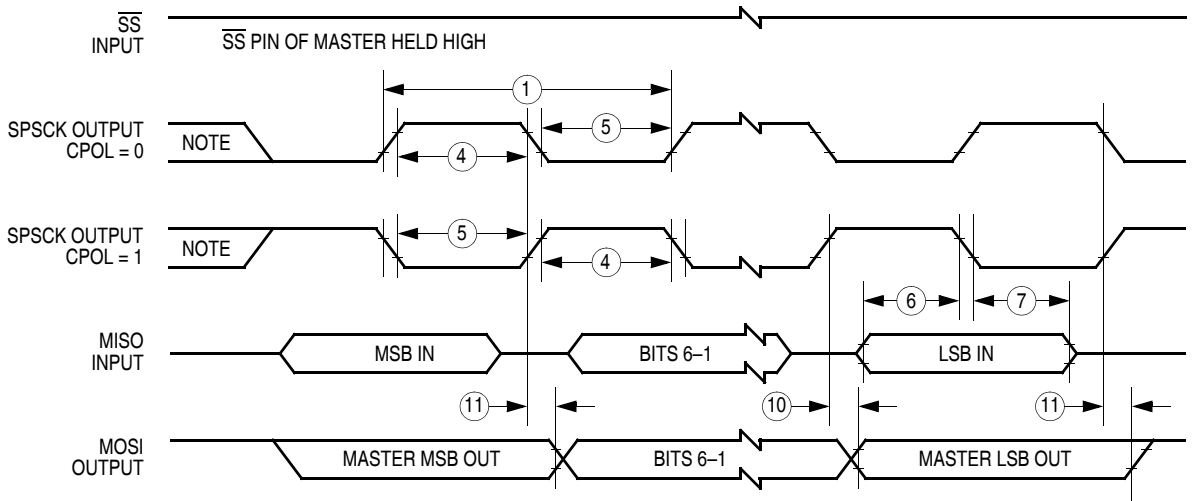 SS
INPUT
SS PIN OF MASTER HELD HIGH
1
SPSCK OUTPUT
CPOL = 0
NOTE
4
5
SPSCK OUTPUT
CPOL = 1
NOTE
5
4
6
7
MISO
INPUT
MSB IN
BITS 6–1
LSB IN
11
10
11
MOSI
OUTPUT
MASTER MSB OUT
BITS 6–1
MASTER LSB OUT